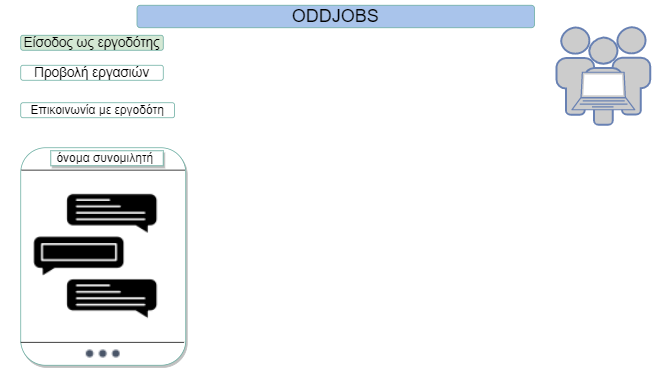 ODDJOBS
Είσοδος ως εργοδότης
Προβολή εργασιών
Επικοινωνία με εργοδότη
όνομα συνομιλητή